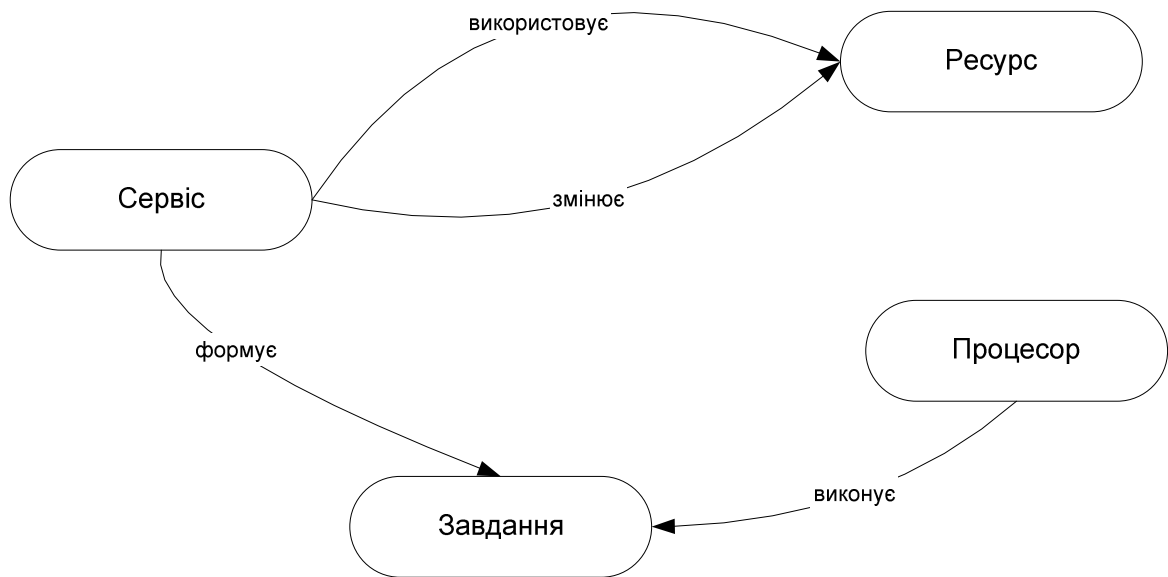 використовує
Ресурс
Сервіс
змінює
формує
Процесор
виконує
Завдання